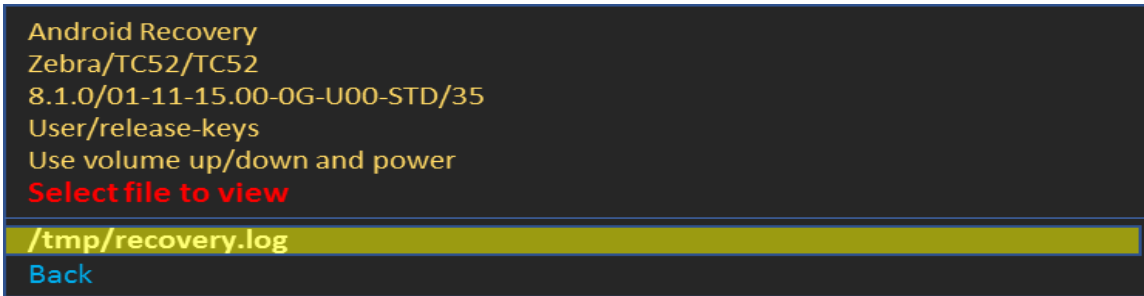 Android Recovery
Zebra/TC52/TC52
8.1.0/01-11-15.00-0G-U00-STD/35
User/release-keys
Use volume up/down and power
Select file to view
/tmp/recovery.log
Back